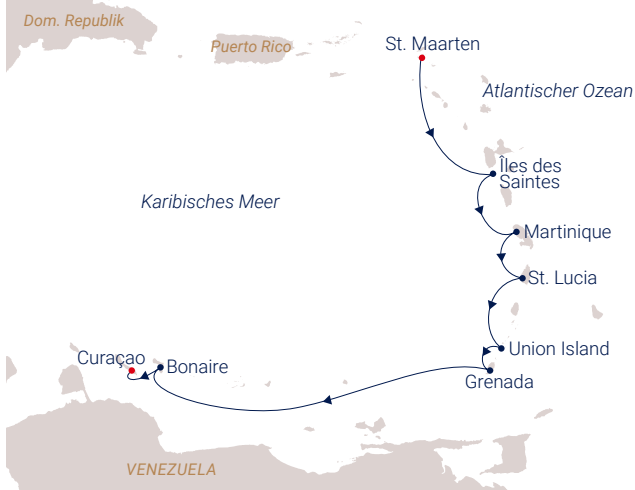 Dom. Republik
Puerto Rico
St. Maarten
Atlantischer Ozean
Îles des
Saintes
Karibisches Meer
Martinique
St. Lucia
Union Island
Curaçao
Bonaire
Grenada
VENEZUELA